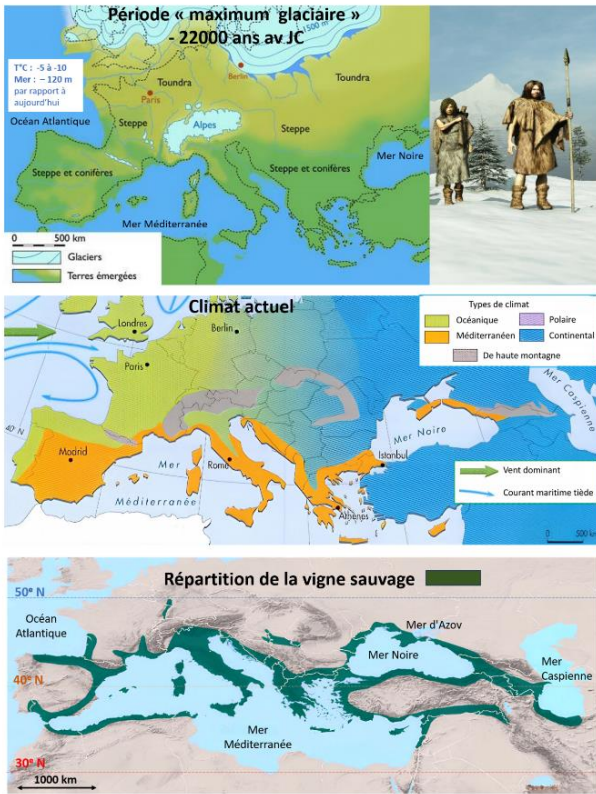 Période « maximum glaciaire »
- 22000 ans av JC
T°C : -5 à -10
Mer : – 120 m
par rapport à
aujourd'hui
1500 m
Toundra
Berlin
Toundra
Paris
Océan Atlantique
Steppe
Alpes
Steppe
Steppe et conifères
Mer Noire
Steppe et conifères
Mer Méditerranée
0 500 km
Glaciers
Terres émergées
Climat actuel
Types de climat
Océanique
Polaire
Méditerranéen
Continental
De haute montagne
Londres
Berlin
Paris
40° N
Madrid
Rome
Mer
Méditerranée
Athènes
Istanbul
Mer Noire
Mer Caspienne
Vent dominant
Courant maritime tiède
0 500 km
Répartition de la vigne sauvage
50° N
Océan
Atlantique
Mer d'Azov
Mer Noire
Mer
Caspienne
40° N
Mer
Méditerranée
30° N
1000 km